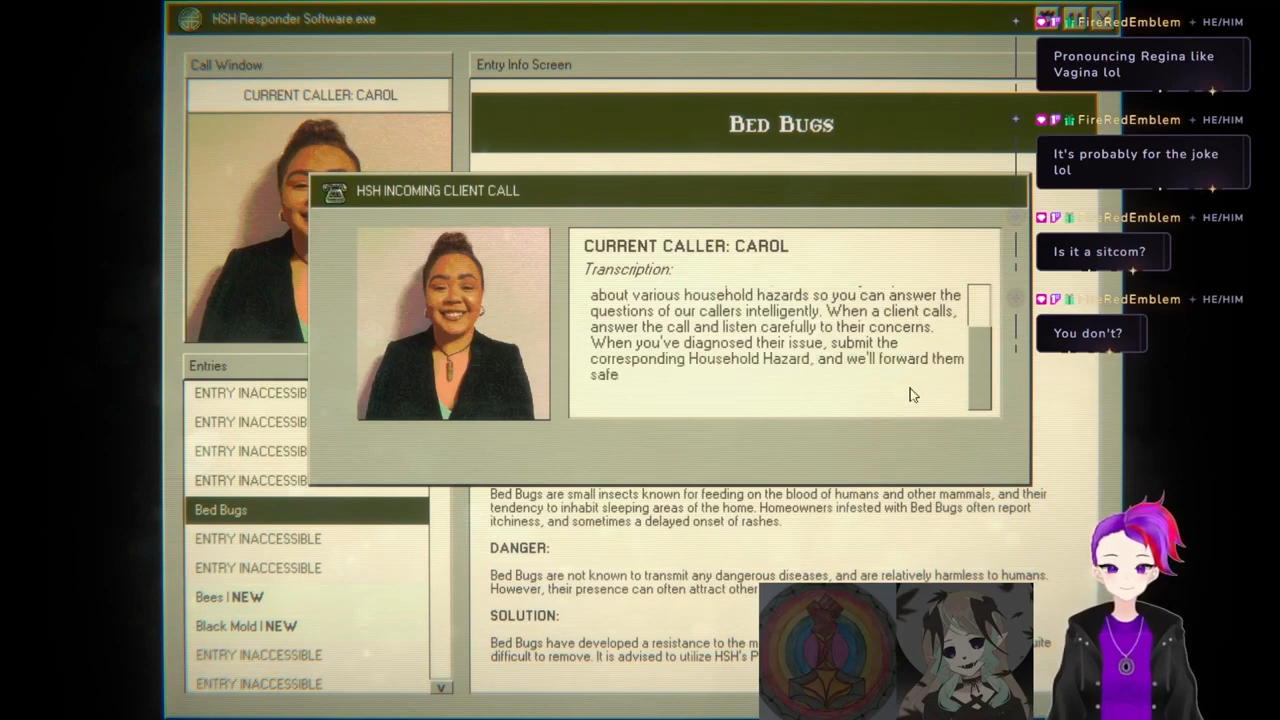 HSH Responder Software.exe
Call Window
CURRENT CALLER: CAROL
Entries
ENTRY INACCESSIB
ENTRY INACCESSIB
ENTRY INACCESSIB
ENTRY INACCESSIB
Bed Bugs
ENTRY INACCESSIBLE
ENTRY INACCESSIBLE
Bees | NEW
Black Mold | NEW
ENTRY INACCESSIBLE
ENTRY INACCESSIBLE
V
Entry Info Screen
BED BUGS
HSH INCOMING CLIENT CALL
CURRENT CALLER: CAROL
Transcription:
about various household hazards so you can answer the
questions of our callers intelligently. When a client calls,
answer the call and listen carefully to their concerns.
When you've diagnosed their issue, submit the
corresponding Household Hazard, and we'll forward them
safe
Bed Bugs are small insects known for feeding on the blood of humans and other mammals, and their
tendency to inhabit sleeping areas of the home. Homeowners infested with Bed Bugs often report
itchiness, and sometimes a delayed onset of rashes.
DANGER:
Bed Bugs are not known to transmit any dangerous diseases, and are relatively harmless to humans.
However, their presence can often attract other
SOLUTION:
Bed Bugs have developed a resistance to the m
difficult to remove. It is advised to utilize HSH's P
FireRedEmblem + HE/HIM
Pronouncing Regina like
Vagina lol
FireRedEmblem + HE/HIM
It's probably for the joke
lol
FireRedEmblem + HE/HIM
Is it a sitcom?
FireRedEmblem + HE/HIM
You don't?